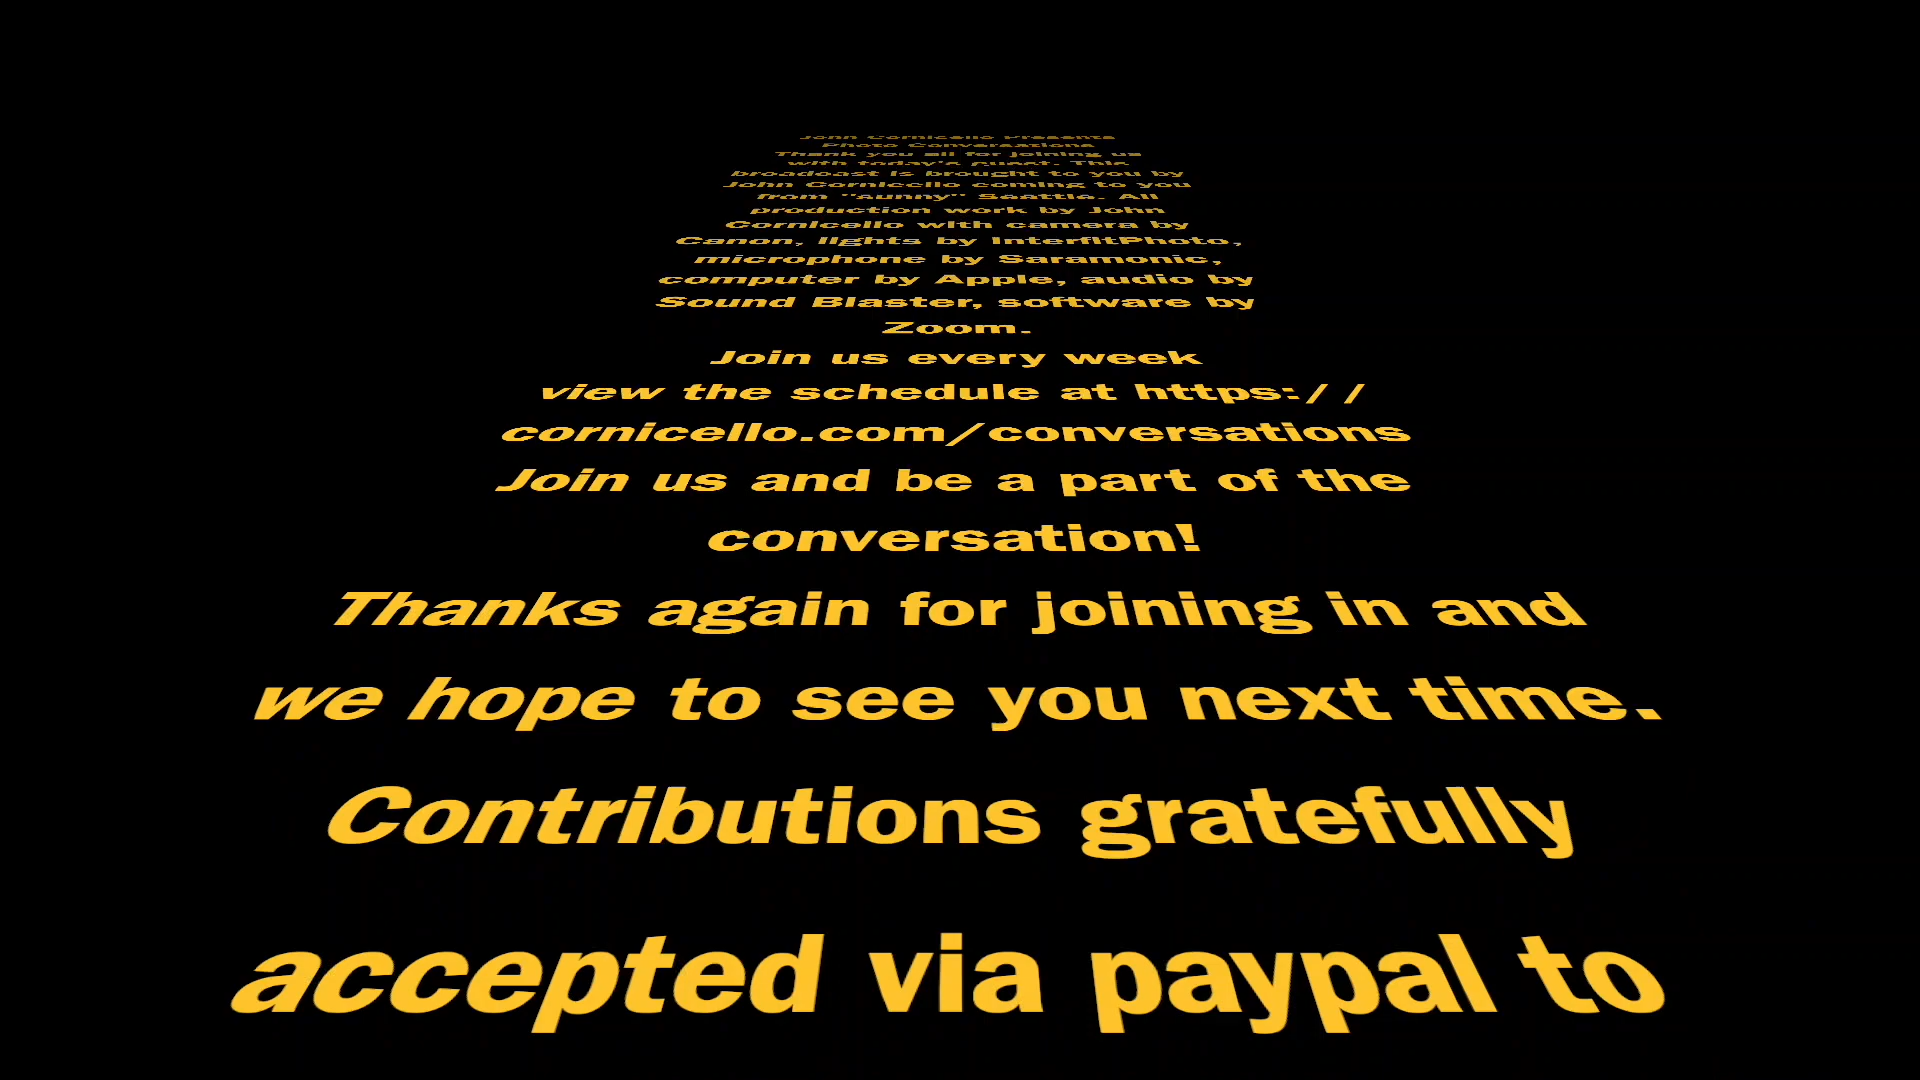 John Cornicello Presents
Photo Conversations
Thank you all for joining us
with today's guest. This
broadcast is brought to you by
John Cornicello coming to you
from "sunny" Seattle. All
production work by John
Cornicello with camera by
Canon, lights by InterfitPhoto,
microphone by Saramonic,
computer by Apple, audio by
Sound Blaster, software by
Zoom.
Join us every week
view the schedule at https://
cornicello.com/conversations
Join us and be a part of the
conversation!
Thanks again for joining in and
we hope to see you next time.
Contributions gratefully
accepted via paypal to